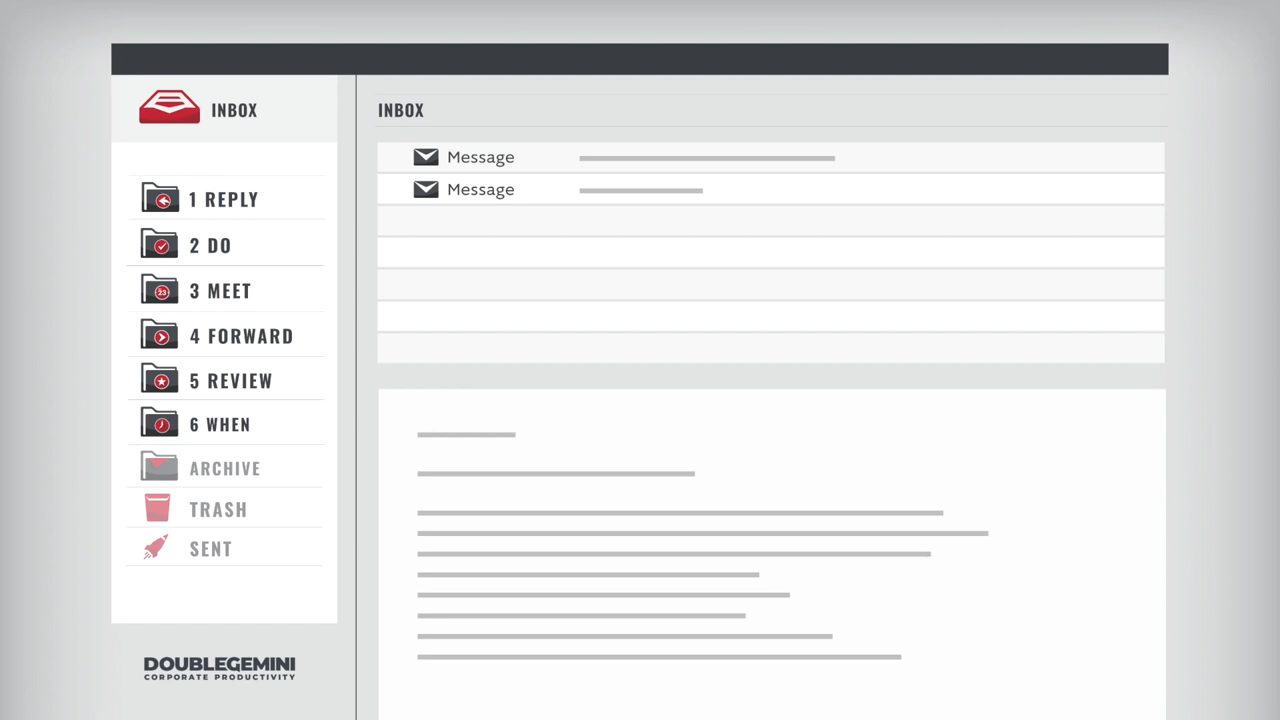 INBOX
1 REPLY
2 DO
3 MEET
23
4 FORWARD
5 REVIEW
6 WHEN
ARCHIVE
TRASH
SENT
DOUBLEGEMINI
CORPORATE PRODUCTIVITY
INBOX
Message
Message